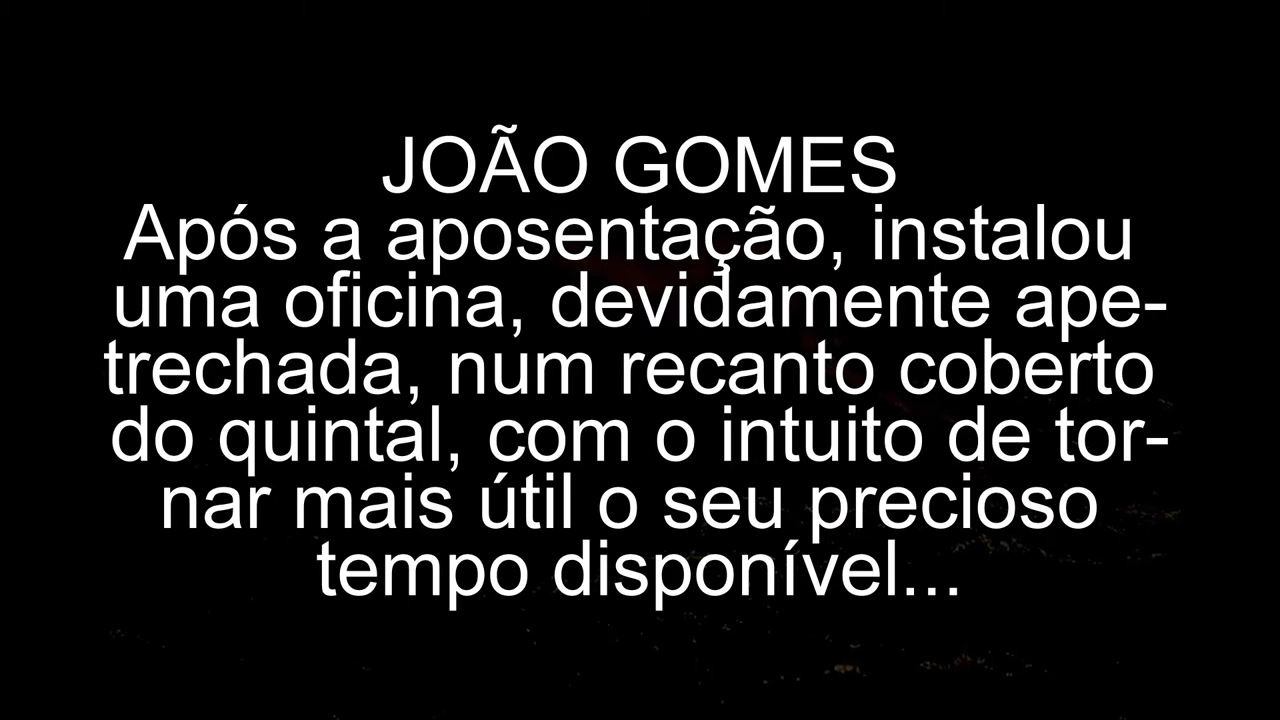 JOÃO GOMES
Após a aposentação, instalou
uma oficina, devidamente ape-
trechada, num recanto coberto
do quintal, com o intuito de tor-
nar mais útil o seu precioso
tempo disponível...